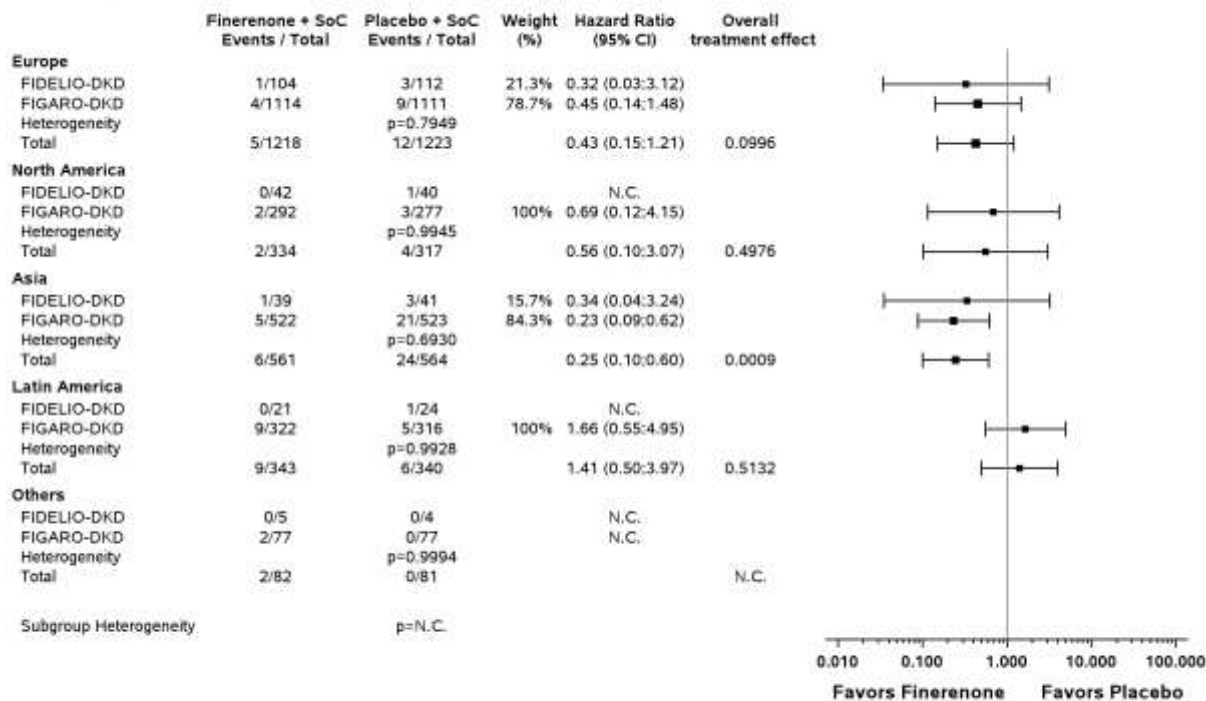 Finerenone + SoC Placebo + SoC Weight Hazard Ratio Overall
Events / Total Events / Total (%) (95% CI) treatment effect
Europe
FIDELIO-DKD 1/104 3/112 21.3% 0.32 (0.03;3.12)
FIGARO-DKD 4/1114 9/1111 78.7% 0.45 (0.14;1.48)
Heterogeneity p=0.7949
Total 5/1218 12/1223 0.43 (0.15;1.21) 0.0996
North America
FIDELIO-DKD 0/42 1/40 N.C.
FIGARO-DKD 2/292 3/277 100% 0.69 (0.12;4.15)
Heterogeneity p=0.9945
Total 2/334 4/317 0.56 (0.10;3.07) 0.4976
Asia
FIDELIO-DKD 1/39 3/41 15.7% 0.34 (0.04;3.24)
FIGARO-DKD 5/522 21/523 84.3% 0.23 (0.09;0.62)
Heterogeneity p=0.6930
Total 6/561 24/564 0.25 (0.10;0.60) 0.0009
Latin America
FIDELIO-DKD 0/21 1/24 N.C.
FIGARO-DKD 9/322 5/316 100% 1.66 (0.55;4.95)
Heterogeneity p=0.9928
Total 9/343 6/340 1.41 (0.50;3.97) 0.5132
Others
FIDELIO-DKD 0/5 0/4 N.C.
FIGARO-DKD 2/77 0/77 N.C.
Heterogeneity p=0.9994
Total 2/82 0/81 N.C.
Subgroup Heterogeneity p=N.C.
0.010 0.100 1.000 10.000 100.000
Favors Finerenone Favors Placebo